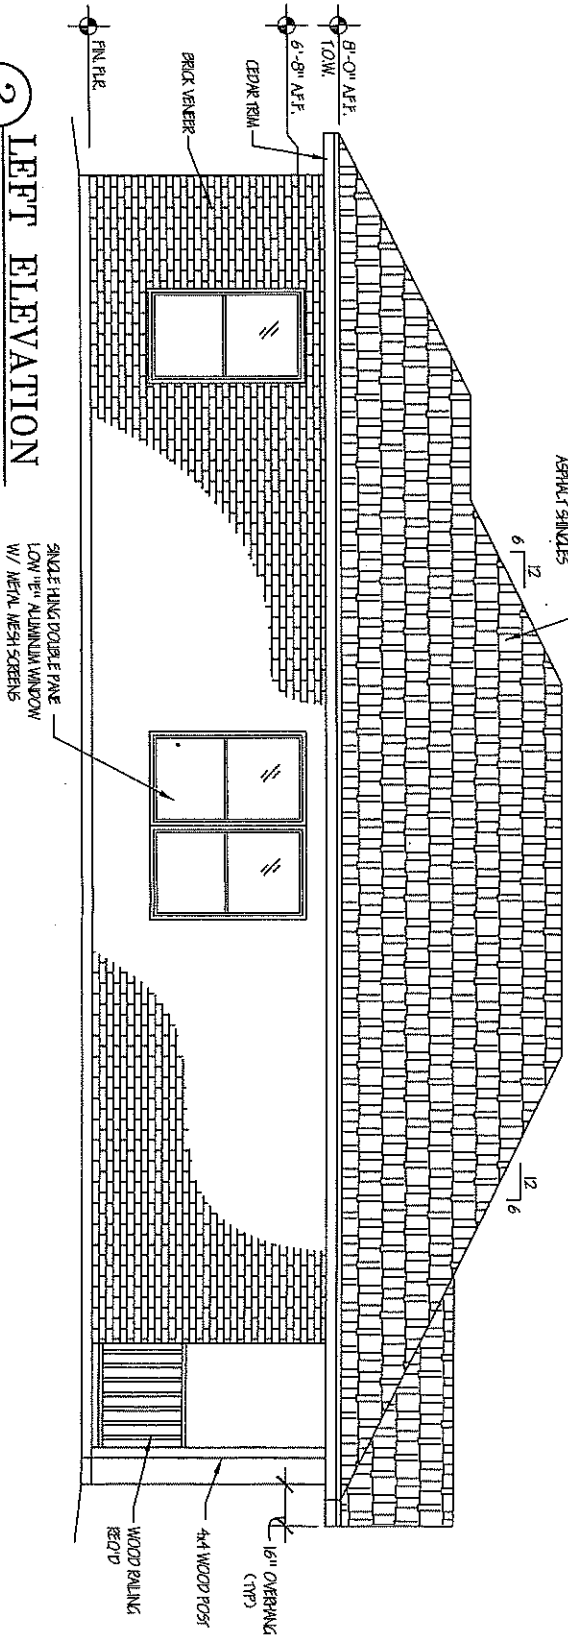 ASPHALT SHINGLES
12
6
12
6
8'-0" A.F.F.
T.O.W.
6'-8" A.F.F.
CEDAR TRIM
BRICK VENEER
FIN. FLR.
16" OVERHANG
(TYP)
4x4 WOOD POST
WOOD RAILING
REQ'D
SINGLE HUNG DOUBLE PANE
LOW "E" ALUMINUM WINDOW
W/ METAL MESH SCREENS
2
LEFT ELEVATION